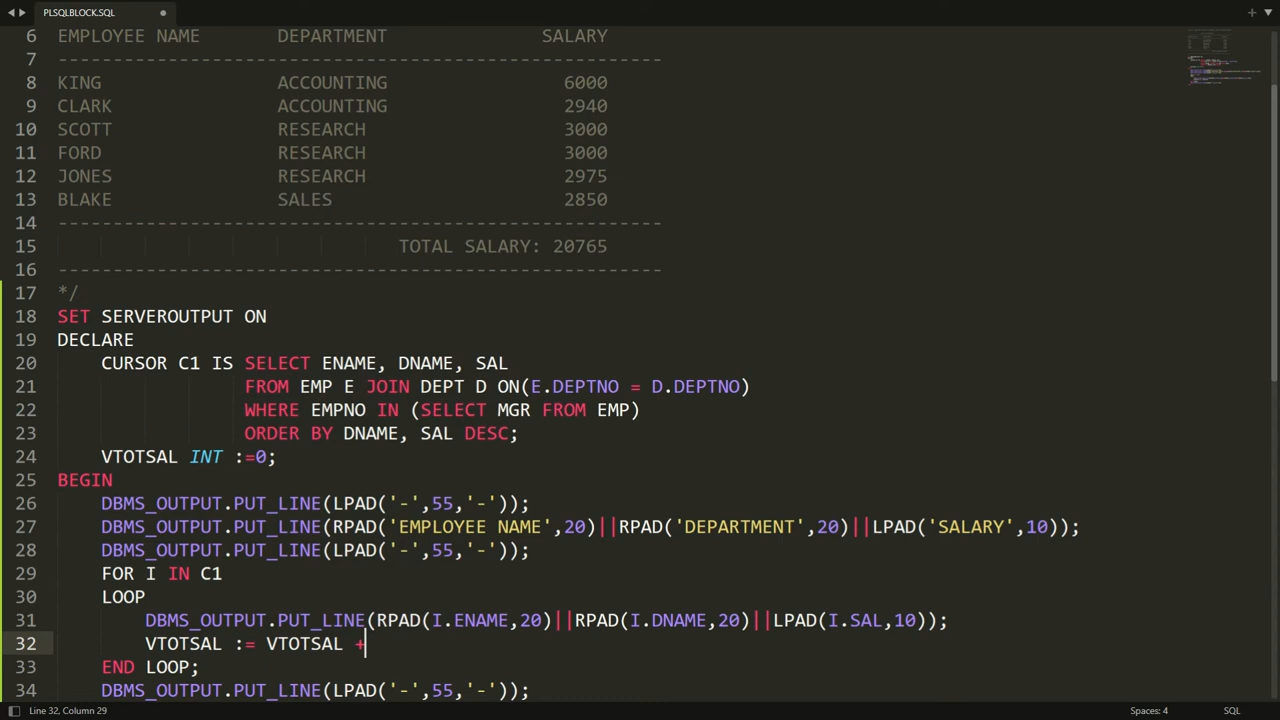 PLSQLBLOCK.SQL
6 EMPLOYEE NAME DEPARTMENT SALARY
7 -------------------------------------------------------
8 KING ACCOUNTING 6000
9 CLARK ACCOUNTING 2940
10 SCOTT RESEARCH 3000
11 FORD RESEARCH 3000
12 JONES RESEARCH 2975
13 BLAKE SALES 2850
14 -------------------------------------------------------
15 TOTAL SALARY: 20765
16 -------------------------------------------------------
17 */
18 SET SERVEROUTPUT ON
19 DECLARE
20 CURSOR C1 IS SELECT ENAME, DNAME, SAL
21 FROM EMP E JOIN DEPT D ON(E.DEPTNO = D.DEPTNO)
22 WHERE EMPNO IN (SELECT MGR FROM EMP)
23 ORDER BY DNAME, SAL DESC;
24 VTOTSAL INT :=0;
25 BEGIN
26 DBMS_OUTPUT.PUT_LINE(LPAD('-',55,'-'));
27 DBMS_OUTPUT.PUT_LINE(RPAD('EMPLOYEE NAME',20)||RPAD('DEPARTMENT',20)||LPAD('SALARY',10));
28 DBMS_OUTPUT.PUT_LINE(LPAD('-',55,'-'));
29 FOR I IN C1
30 LOOP
31 DBMS_OUTPUT.PUT_LINE(RPAD(I.ENAME,20)||RPAD(I.DNAME,20)||LPAD(I.SAL,10));
32 VTOTSAL := VTOTSAL +
33 END LOOP;
34 DBMS_OUTPUT.PUT_LINE(LPAD('-',55,'-'));
Line 32, Column 29 Spaces: 4 SQL